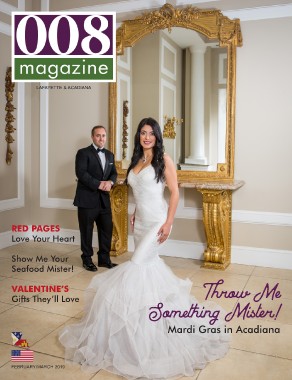 008
magazine
LAFAYETTE & ACADIANA
RED PAGES
Love Your Heart
Show Me Your
Seafood Mister!
VALENTINE'S
Gifts They'll Love
Throw Me
Something Mister!
Mardi Gras in Acadiana
FEBRUARY/MARCH 2019